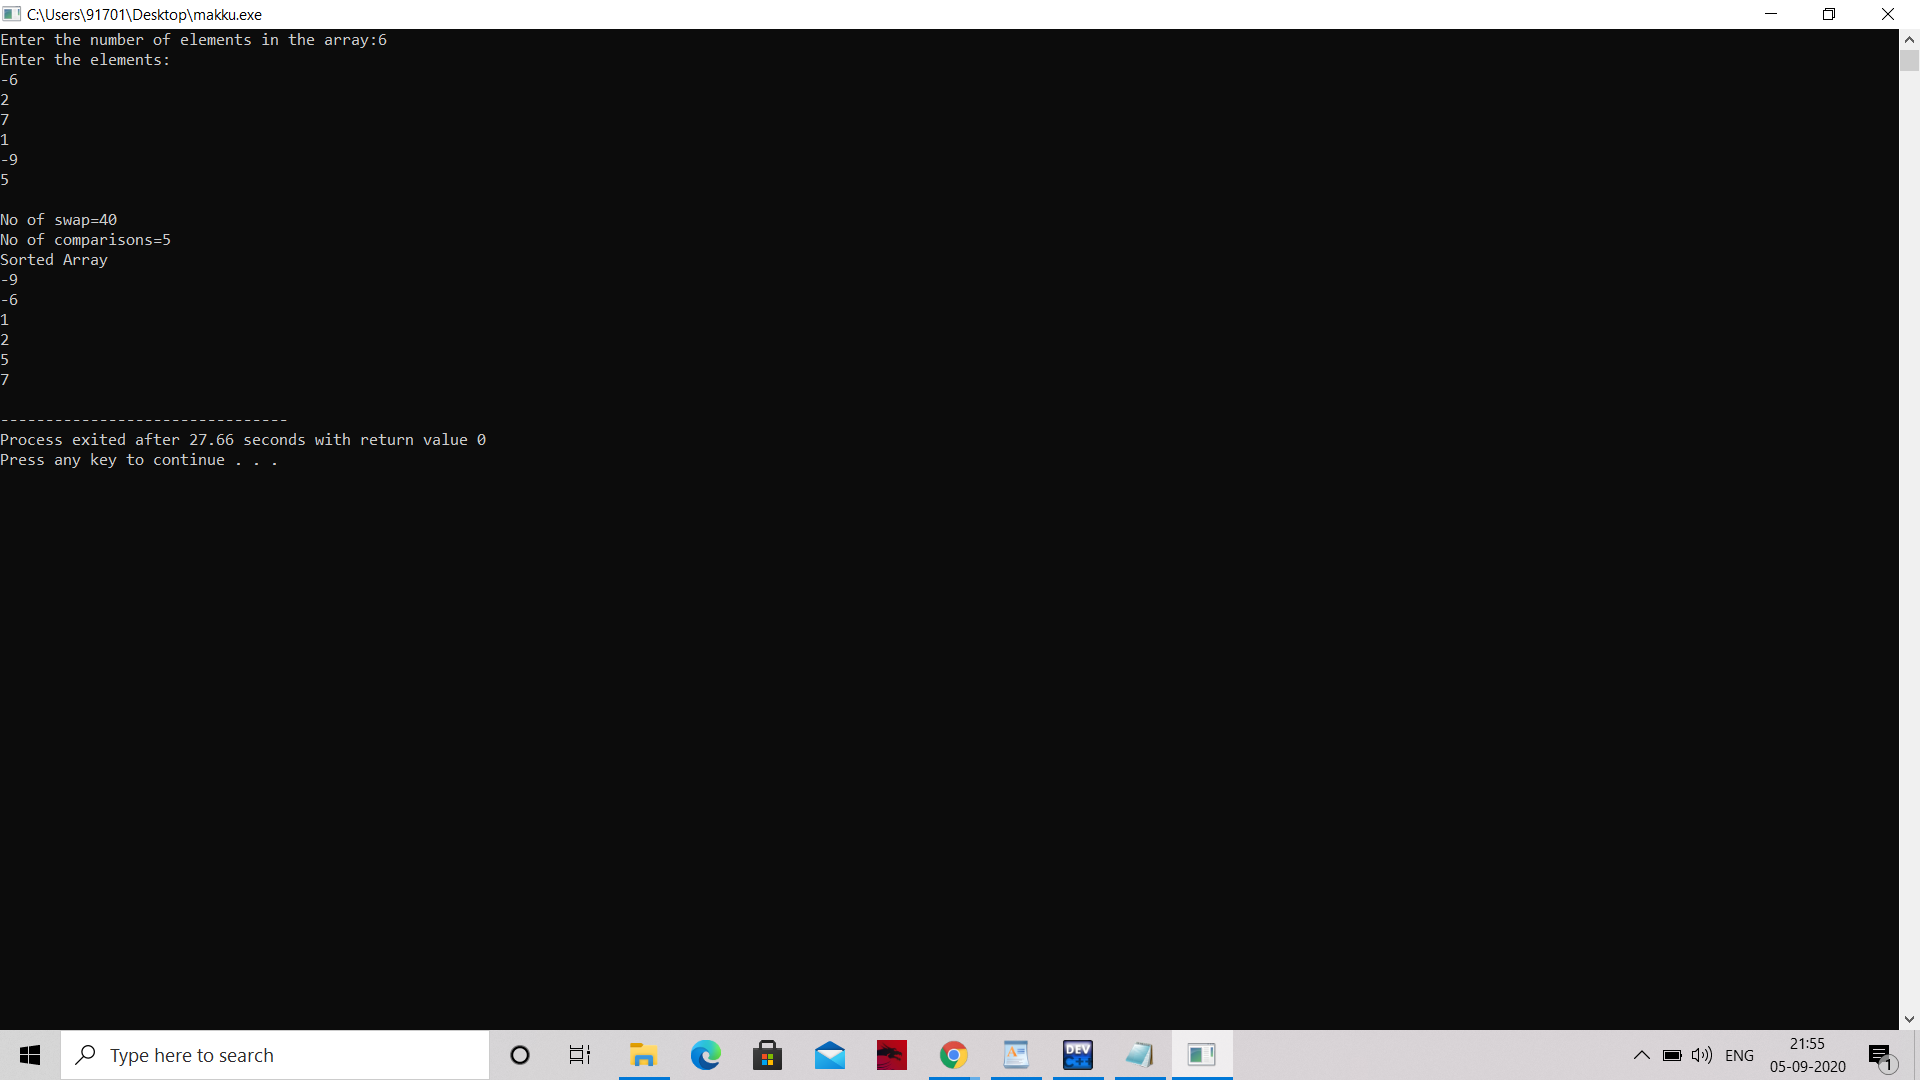 C:\Users\91701\Desktop\makku.exe
Enter the number of elements in the array:6
Enter the elements:
-6
2
7
1
-9
5
No of swap=40
No of comparisons=5
Sorted Array
-9
-6
1
2
5
7
--------------------------------
Process exited after 27.66 seconds with return value 0
Press any key to continue . . .
Type here to search
DEV C++
ENG
21:55
05-09-2020
1